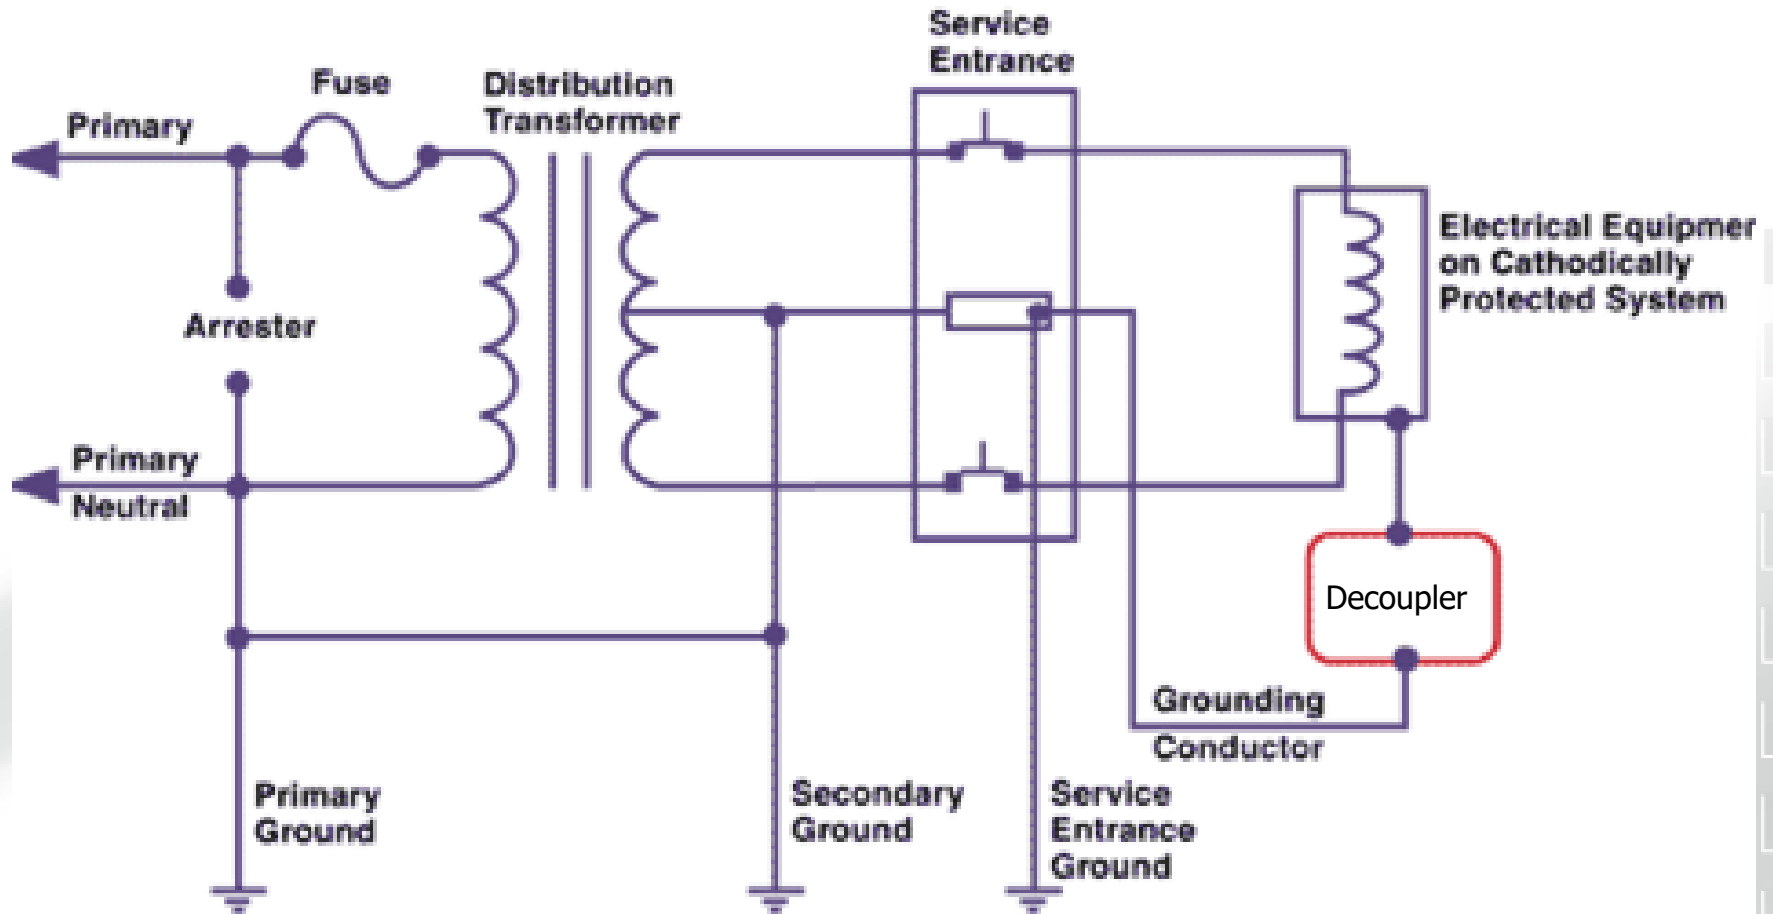 Service
Entrance
Fuse
Distribution
Transformer
Primary
Electrical Equipmer
on Cathodically
Protected System
Arrester
Primary
Neutral
Decoupler
Grounding
Conductor
Primary
Ground
Secondary
Ground
Service
Entrance
Ground